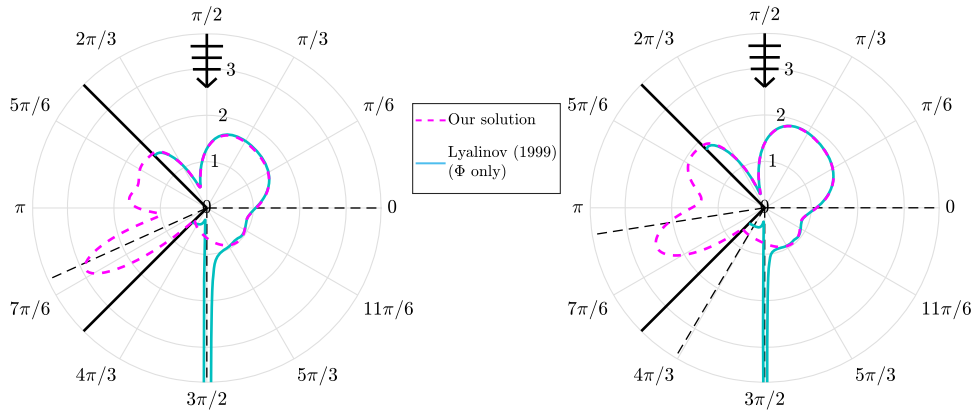 π/2
2π/3
π/3
3
5π/6
π/6
2
1
π
0
0
7π/6
11π/6
4π/3
5π/3
3π/2
Our solution
Lyalinov (1999)
(Φ only)
π/2
2π/3
π/3
3
5π/6
π/6
2
1
π
0
0
7π/6
11π/6
4π/3
5π/3
3π/2